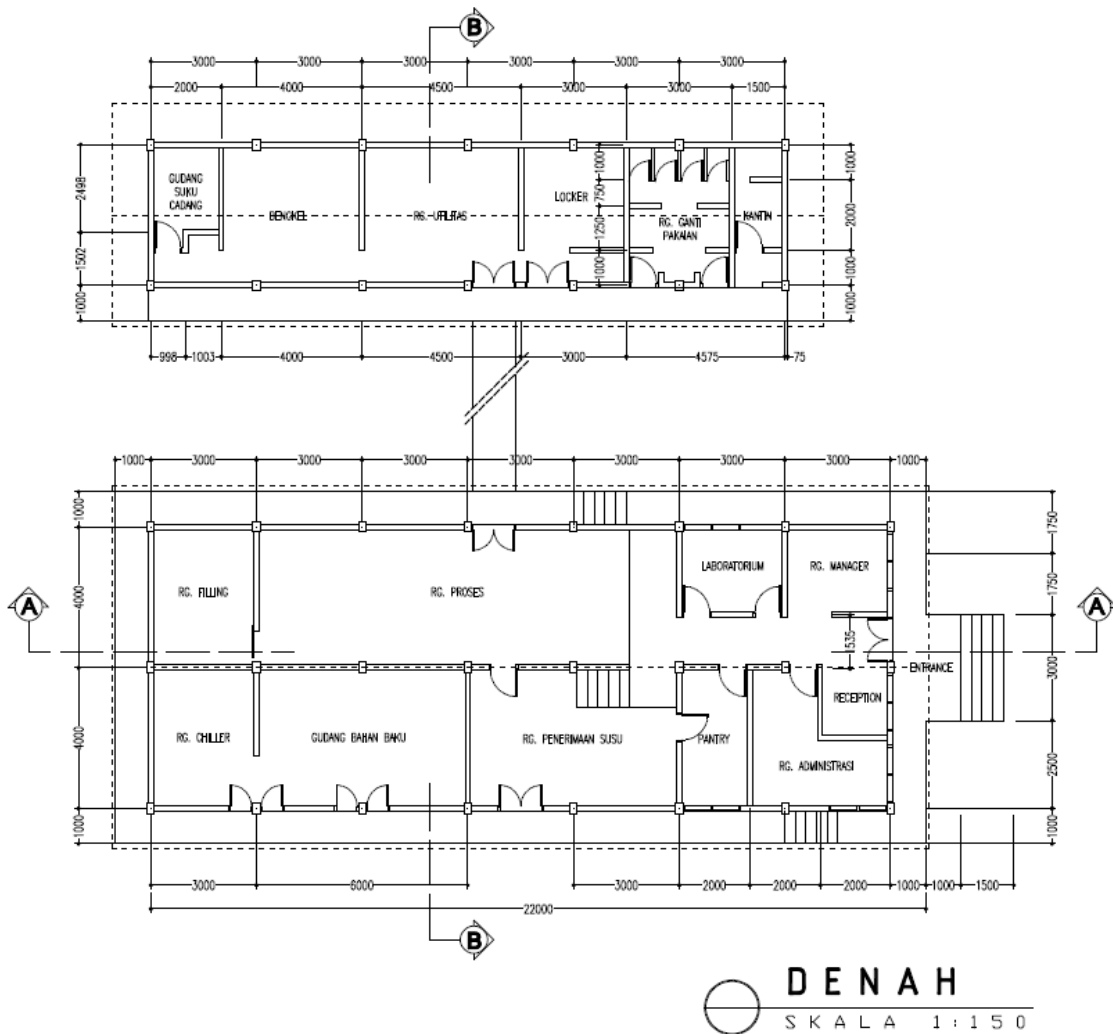 B
3000 3000 3000 3000 3000 3000
2000 4000 4500 3000 3000 1500
2498
1502
1000
GUDANG
SUKU
CADANG
BENGKEL
RG. UTILITAS
LOCKER
1000
750
1250
1000
RG. GANTI
PAKAIAN
KANTIN
1000
2000
1000
1000
998 1003 4000 4500 3000 4575 75
1000 3000 3000 3000 3000 3000 3000 3000 1000
1000
4000
4000
1000
RG. FILLING
RG. PROSES
LABORATORIUM
RG. MANAGER
1535
A
A
ENTRANCE
RECEIPTION
RG. CHILLER
GUDANG BAHAN BAKU
RG. PENERIMAAN SUSU
PANTRY
RG. ADMINISTRASI
1750
1750
3000
2500
1000
3000 6000 3000 2000 2000 2000 1000 1000 1500
22000
B
DENAH
SKALA 1:150